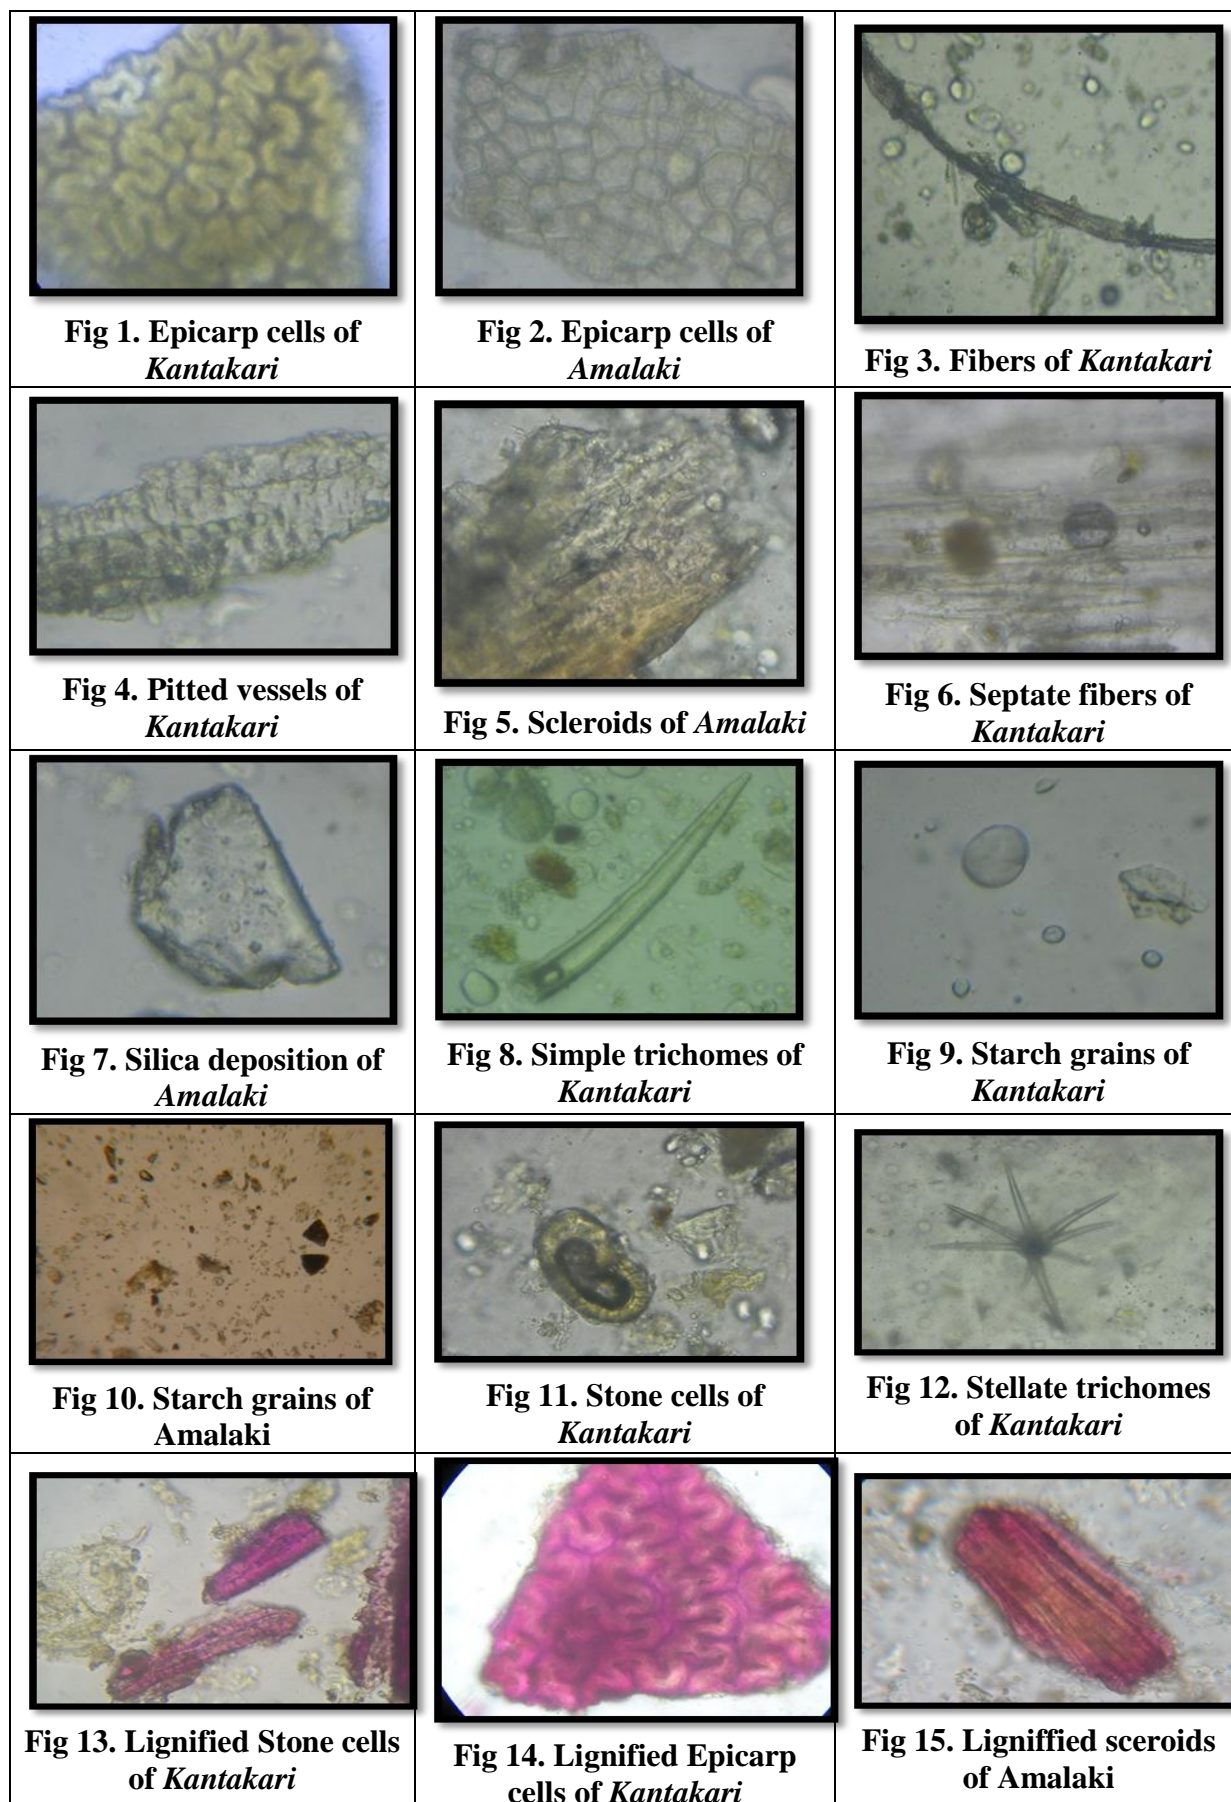 Fig 1. Epicarp cells of
Kantakari
Fig 2. Epicarp cells of
Amalaki
Fig 3. Fibers of Kantakari
Fig 4. Pitted vessels of
Kantakari
Fig 5. Scleroids of Amalaki
Fig 6. Septate fibers of
Kantakari
Fig 7. Silica deposition of
Amalaki
Fig 8. Simple trichomes of
Kantakari
Fig 9. Starch grains of
Kantakari
Fig 10. Starch grains of
Amalaki
Fig 11. Stone cells of
Kantakari
Fig 12. Stellate trichomes
of Kantakari
Fig 13. Lignified Stone cells
of Kantakari
Fig 14. Lignified Epicarp
cells of Kantakari
Fig 15. Ligniffied sceroids
of Amalaki